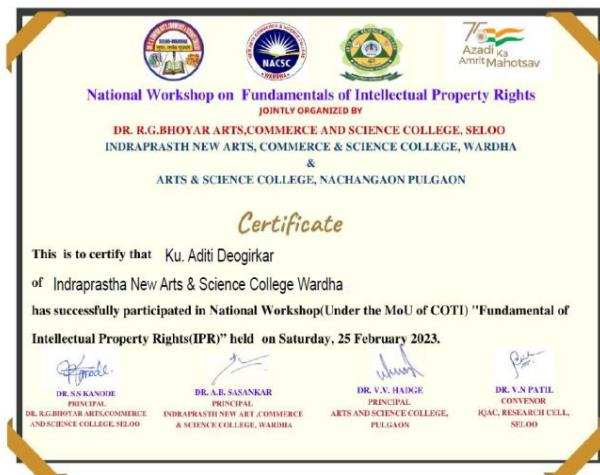 NACSC
WARDHA
75
Azadi Ka
Amrit Mahotsav
National Workshop on Fundamentals of Intellectual Property Rights
JOINTLY ORGANIZED BY
DR. R.G.BHOYAR ARTS,COMMERCE AND SCIENCE COLLEGE, SELOO
INDRAPRASTH NEW ARTS, COMMERCE & SCIENCE COLLEGE, WARDHA
&
ARTS & SCIENCE COLLEGE, NACHANGAON PULGAON
Certificate
This is to certify that Ku. Aditi Deogirkar
of Indraprastha New Arts & Science College Wardha
has successfully participated in National Workshop(Under the MoU of COTI) "Fundamental of
Intellectual Property Rights(IPR)" held on Saturday, 25 February 2023.
DR. S.S KANODE
PRINCIPAL
DR. R.G.BHOYAR ARTS,COMMERCE
AND SCIENCE COLLEGE, SELOO
DR. A.B. SASANKAR
PRINCIPAL
INDRAPRASTH NEW ART ,COMMERCE
& SCIENCE COLLEGE, WARDHA
DR. V.V. HADGE
PRINCIPAL
ARTS AND SCIENCE COLLEGE,
PULGAON
DR. V.N PATIL
CONVENOR
IQAC, RESEARCH CELL,
SELOO